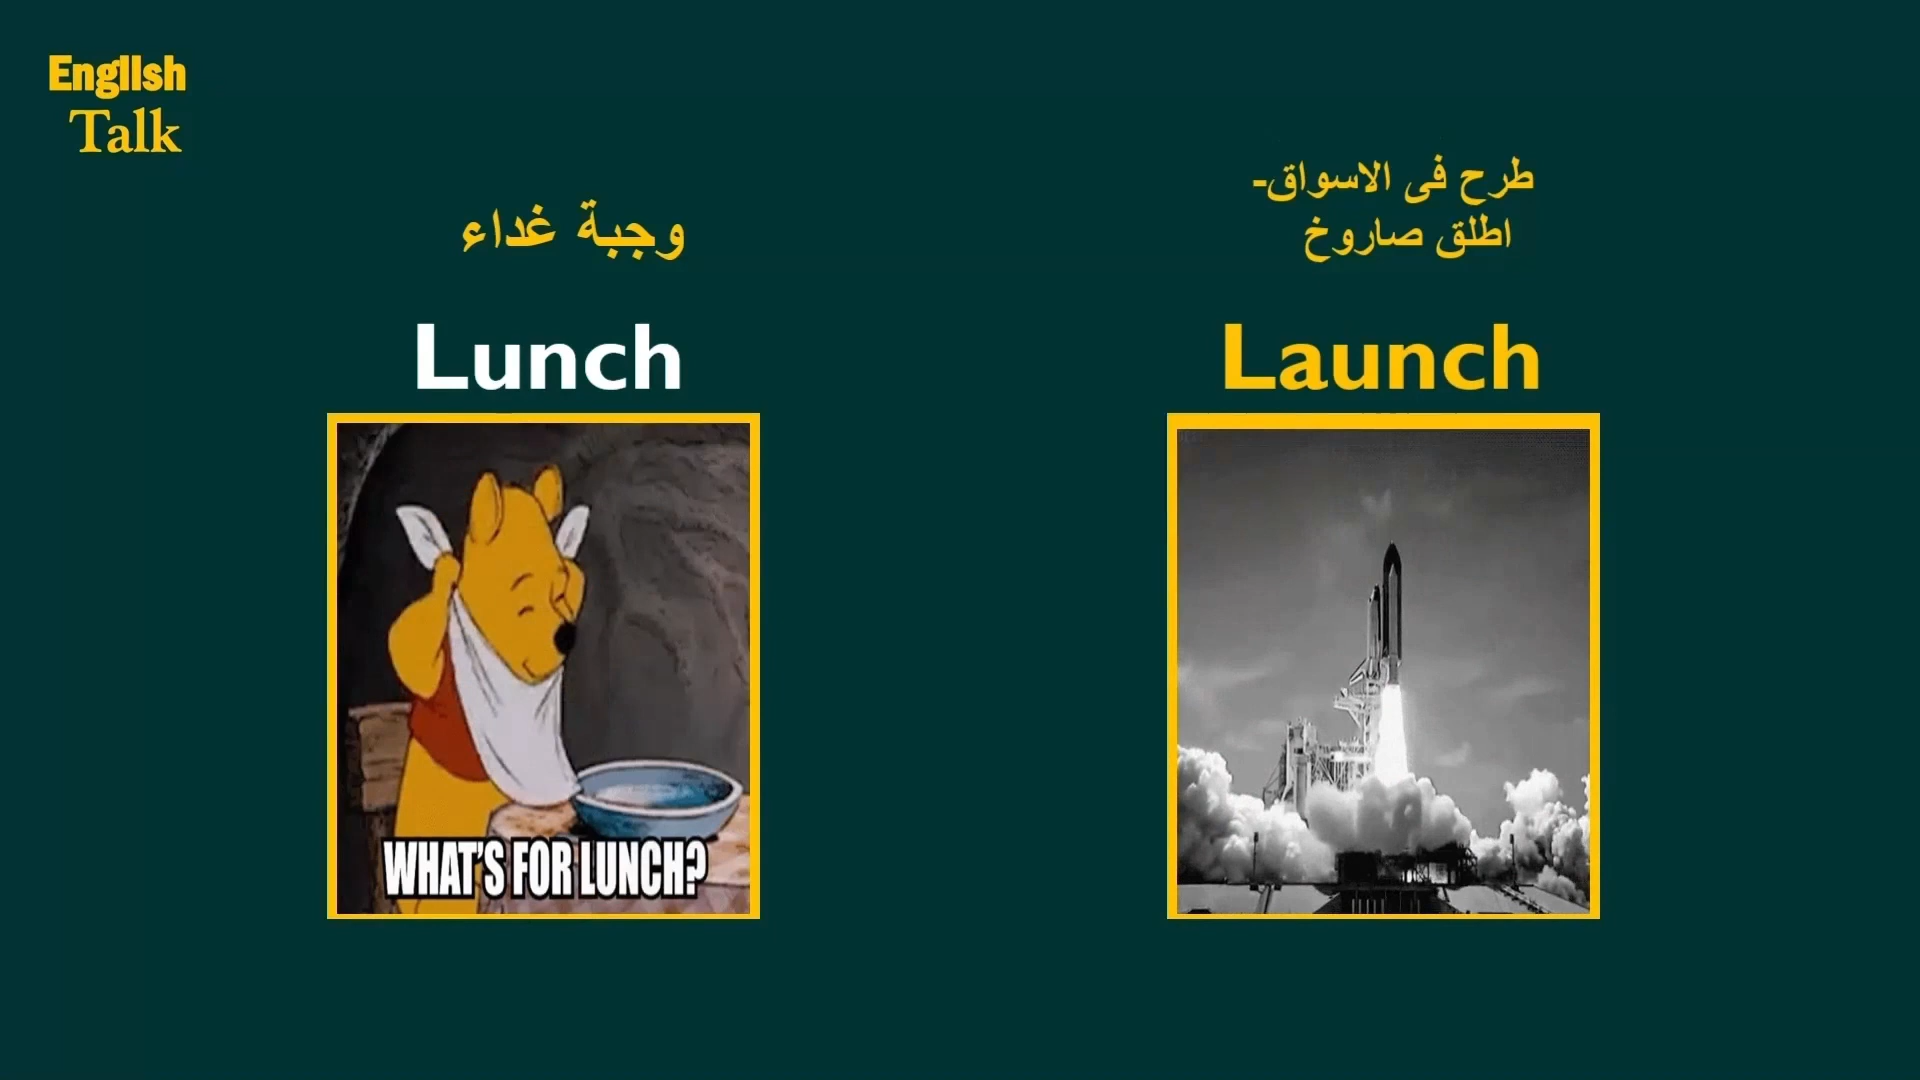 English
Talk
وجبة غداء
Lunch
WHAT'S FOR LUNCH?
طرح فى الاسواق-
اطلق صاروخ
Launch